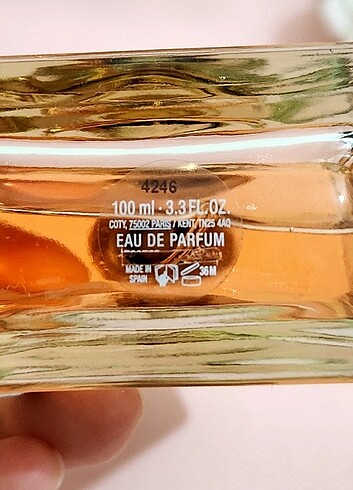 4246
100 ml · 3.3 FL.OZ.
COTY, 75002 PARIS / KENT, TN25 4AQ
EAU DE PARFUM
MADE IN
SPAIN
36 M